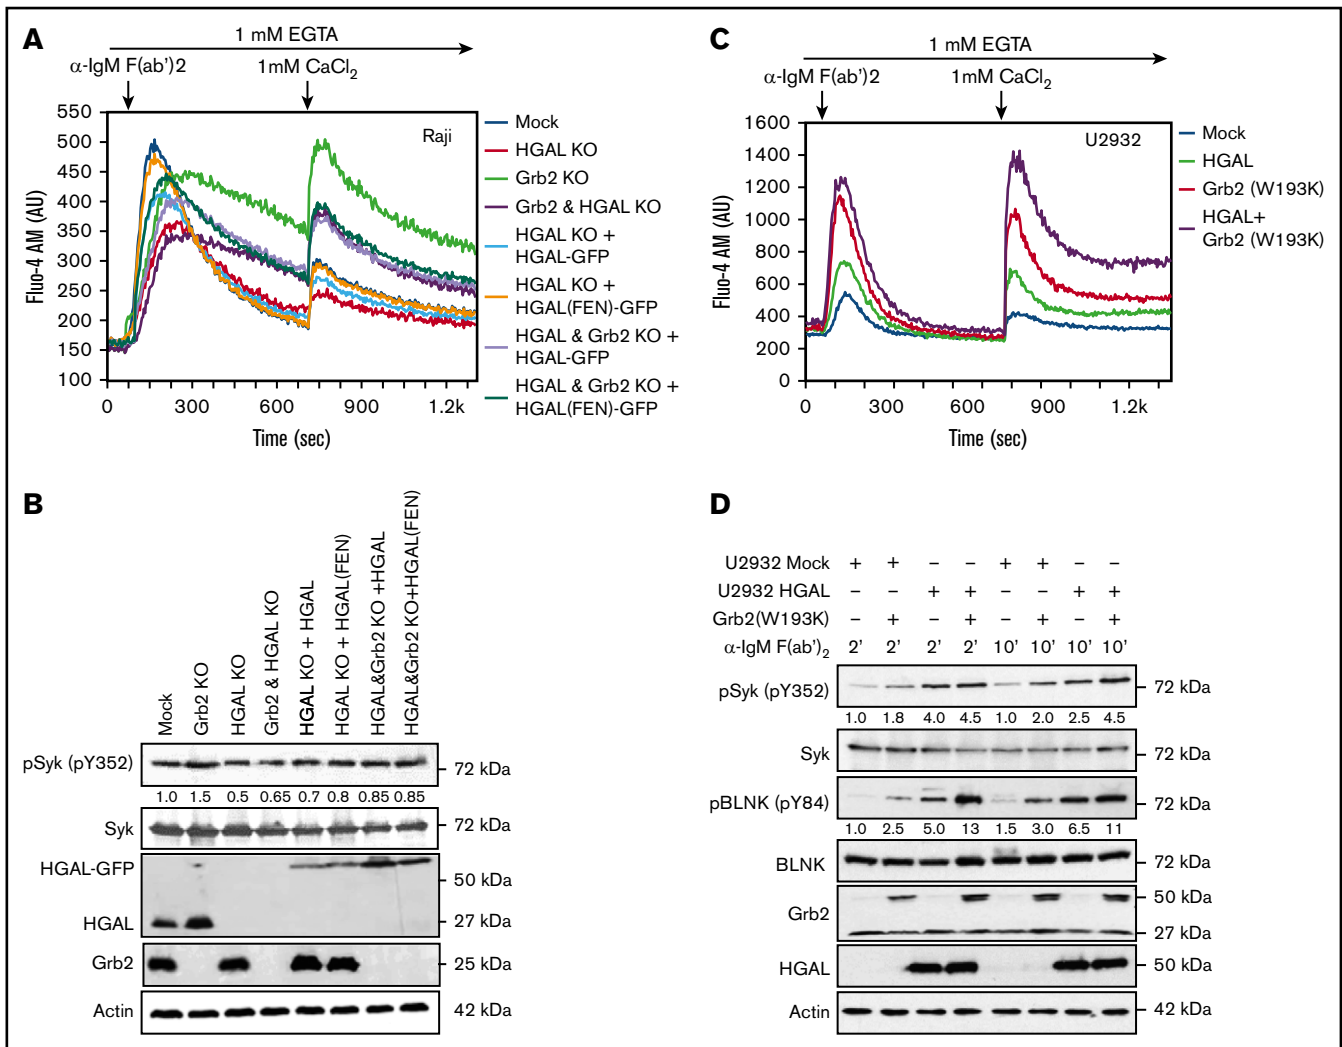 A
1 mM EGTA
α-IgM F(ab')2
1mM CaCl2
550
500
450
400
350
300
250
200
150
100
Fluo-4 AM (AU)
Raji
0
300
600
900
1.2k
Time (sec)
Mock
HGAL KO
Grb2 KO
Grb2 & HGAL KO
HGAL KO +
HGAL-GFP
HGAL KO +
HGAL(FEN)-GFP
HGAL & Grb2 KO +
HGAL-GFP
HGAL & Grb2 KO +
HGAL(FEN)-GFP
C
1 mM EGTA
α-IgM F(ab')2
1mM CaCl2
1600
1400
1200
1000
800
600
400
200
0
Fluo-4 AM (AU)
U2932
0
300
600
900
1.2k
Time (sec)
Mock
HGAL
Grb2 (W193K)
HGAL+
Grb2 (W193K)
B
Mock
Grb2 KO
HGAL KO
Grb2 & HGAL KO
HGAL KO + HGAL
HGAL KO + HGAL(FEN)
HGAL&Grb2 KO +HGAL
HGAL&Grb2 KO+HGAL(FEN)
pSyk (pY352)
72 kDa
1.0 1.5 0.5 0.65 0.7 0.8 0.85 0.85
Syk
72 kDa
HGAL-GFP
50 kDa
HGAL
27 kDa
Grb2
25 kDa
Actin
42 kDa
D
U2932 Mock + + – – + + – –
U2932 HGAL – – + + – – + +
Grb2(W193K) – + – + – + – +
α-IgM F(ab')2 2' 2' 2' 2' 10' 10' 10' 10'
pSyk (pY352)
72 kDa
1.0 1.8 4.0 4.5 1.0 2.0 2.5 4.5
Syk
72 kDa
pBLNK (pY84)
72 kDa
1.0 2.5 5.0 13 1.5 3.0 6.5 11
BLNK
72 kDa
Grb2
50 kDa
27 kDa
HGAL
50 kDa
Actin
42 kDa